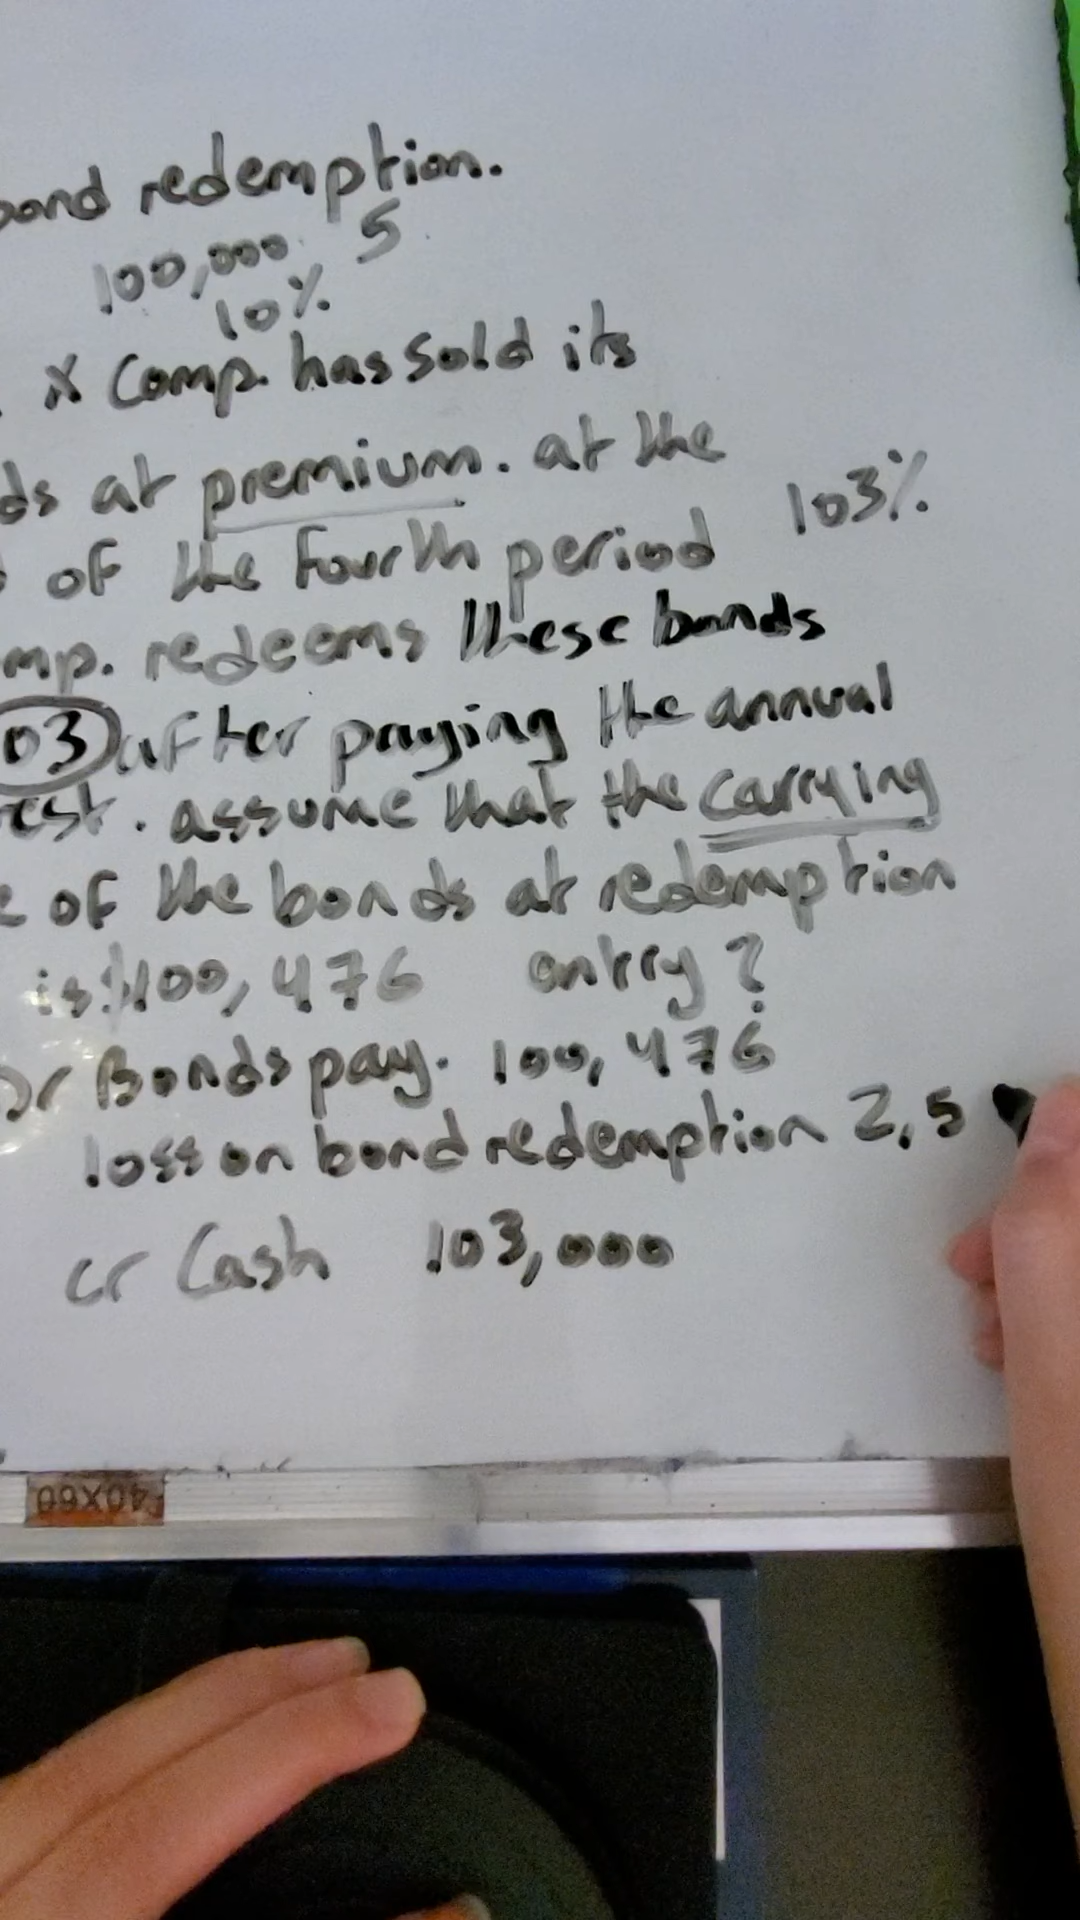 bond redemption.
100,000 5
10%
X Comp. has sold its
ds at premium. at the
103%
of the fourth period
mp. redeems these bonds
03 after paying the annual
rest. assume that the carrying
e of the bonds at redemption
is $100,476 entry?
Dr Bonds pay. 100,476
loss on bond redemption 2,5
cr Cash 103,000
40X60